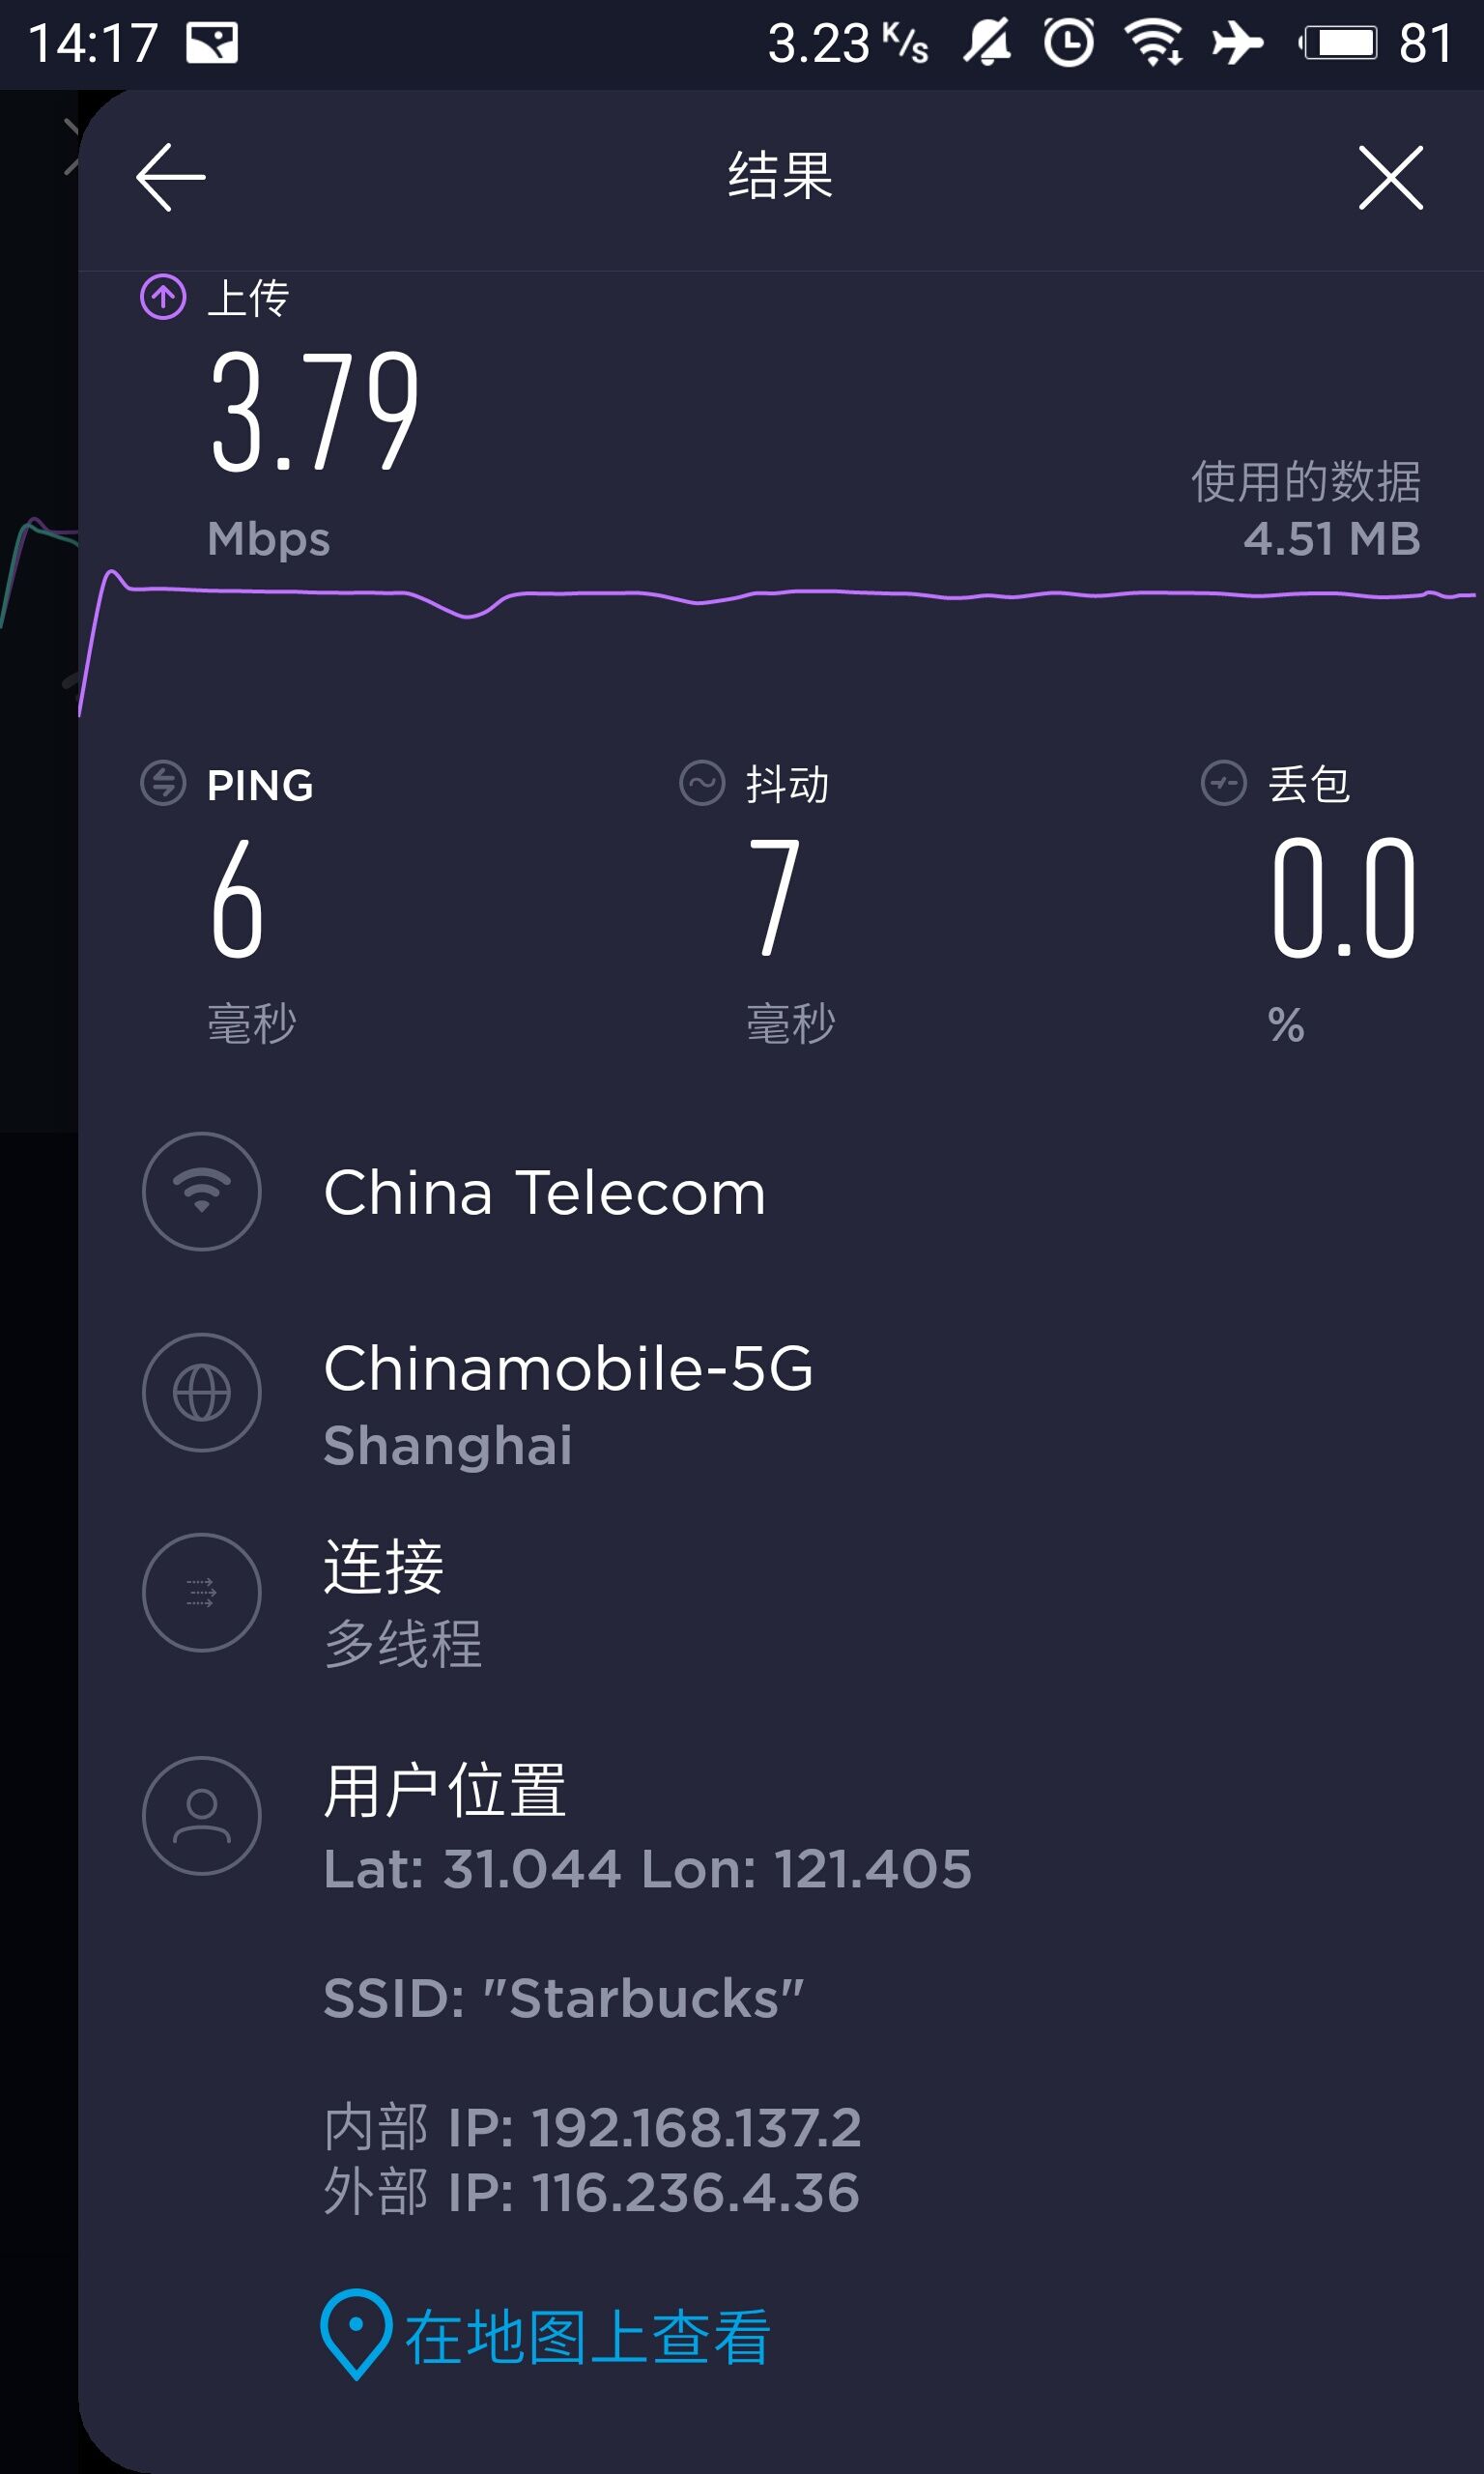 14:17 3.23 K/s 81
结果
上传
3.79
Mbps
使用的数据
4.51 MB
PING 抖动 丢包
6 7 0.0
毫秒 毫秒 %
China Telecom
Chinamobile-5G
Shanghai
连接
多线程
用户位置
Lat: 31.044 Lon: 121.405
SSID: "Starbucks"
内部 IP: 192.168.137.2
外部 IP: 116.236.4.36
在地图上查看